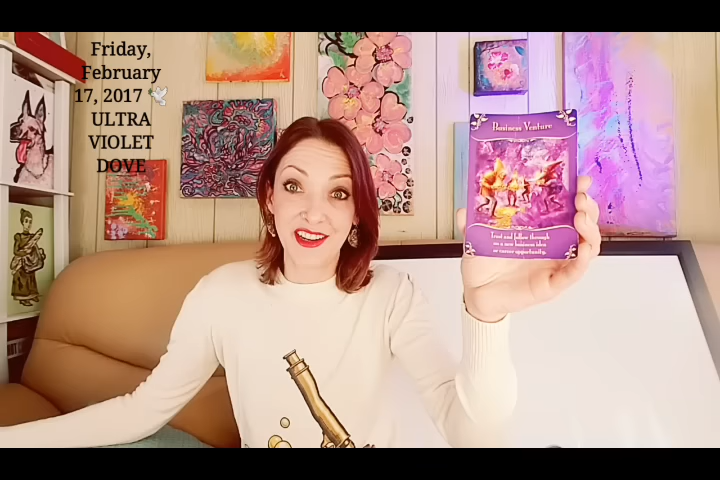 Friday,
February
17, 2017 🕊
ULTRA
VIOLET
DOVE
Business Venture
Trust and follow through
on a new business idea
or career opportunity.